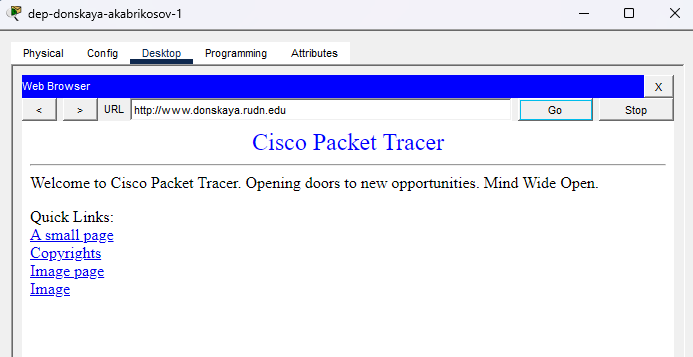 dep-donskaya-akabrikosov-1
Physical Config Desktop Programming Attributes
Web Browser X
< > URL http://www.donskaya.rudn.edu Go Stop
Cisco Packet Tracer
Welcome to Cisco Packet Tracer. Opening doors to new opportunities. Mind Wide Open.
Quick Links:
A small page
Copyrights
Image page
Image